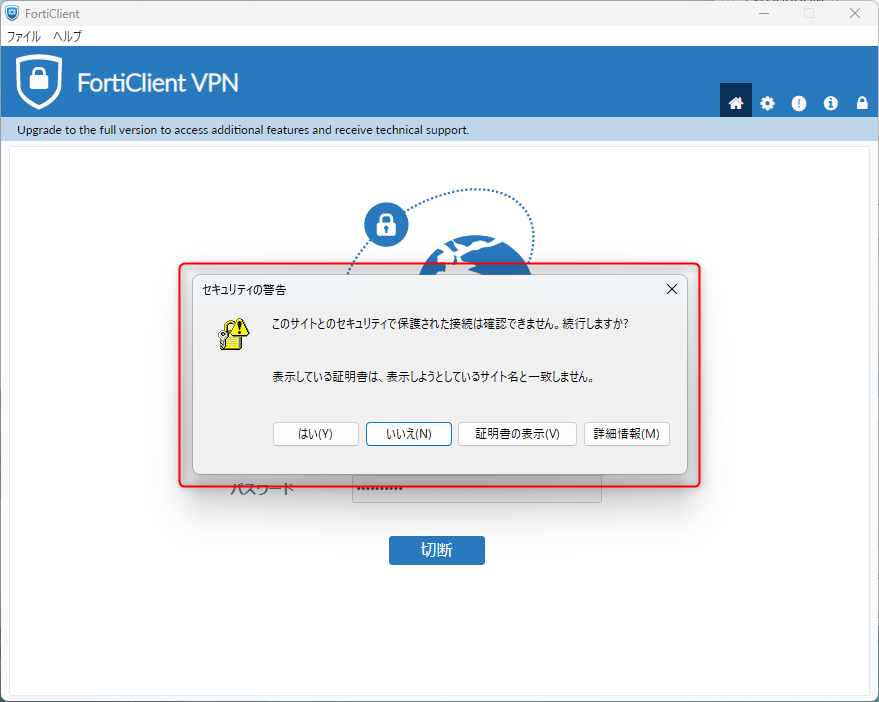 FortiClient
ファイル ヘルプ
FortiClient VPN
Upgrade to the full version to access additional features and receive technical support.
セキュリティの警告
このサイトとのセキュリティで保護された接続は確認できません。続行しますか?
表示している証明書は、表示しようとしているサイト名と一致しません。
はい(Y) いいえ(N) 証明書の表示(V) 詳細情報(M)
パスワード
切断